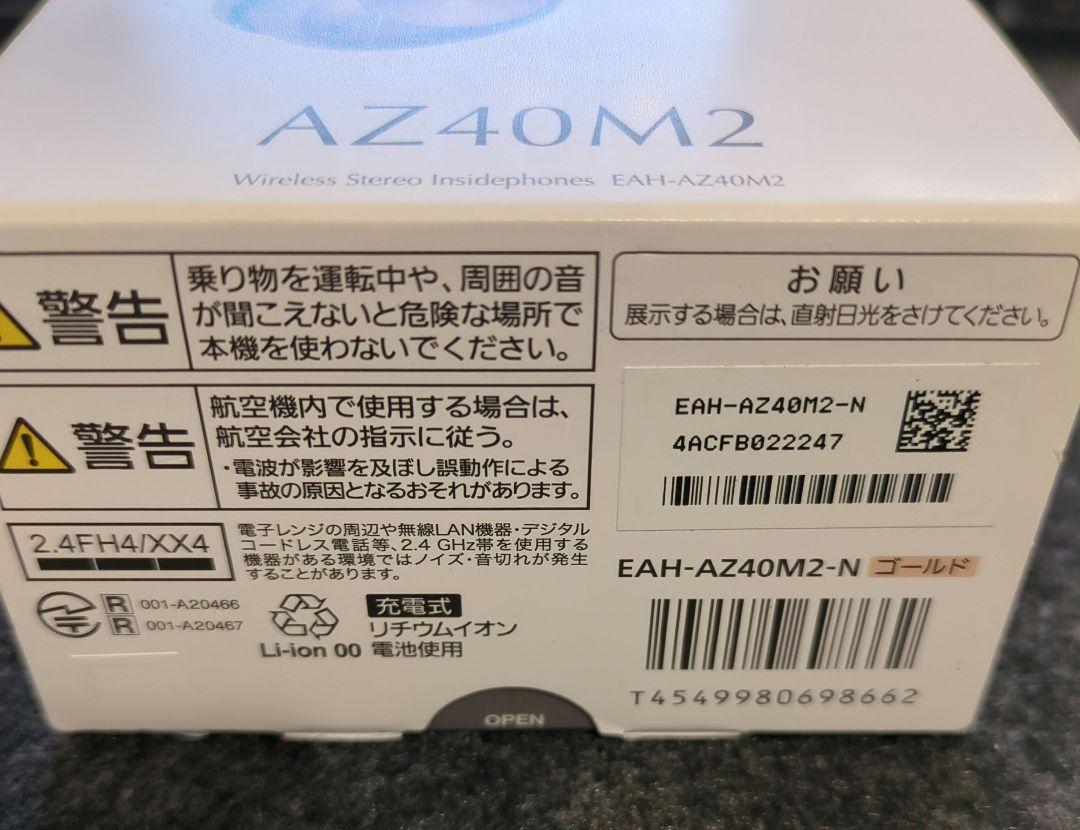 AZ40M2
Wireless Stereo Insidephones EAH-AZ40M2
警告
乗り物を運転中や、周囲の音
が聞こえないと危険な場所で
本機を使わないでください。
警告
航空機内で使用する場合は、
航空会社の指示に従う。
・電波が影響を及ぼし誤動作による
事故の原因となるおそれがあります。
2.4FH4/XX4
電子レンジの周辺や無線LAN機器・デジタル
コードレス電話等、2.4 GHz帯を使用する
機器がある環境ではノイズ・音切れが発生
することがあります。
R 001-A20466
R 001-A20467
Li-ion 00
充電式
リチウムイオン
電池使用
お願い
展示する場合は、直射日光をさけてください。
EAH-AZ40M2-N
4ACFB022247
EAH-AZ40M2-N ゴールド
T4549980698662
OPEN